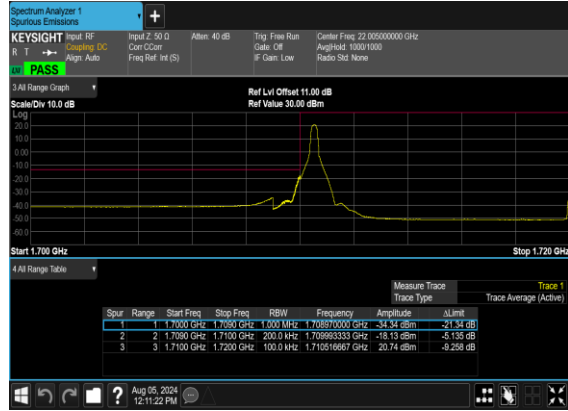 Spectrum Analyzer 1
Spurious Emissions
+
KEYSIGHT Input: RF Input Z: 50 Ω Atten: 40 dB Trig: Free Run Center Freq: 22.005000000 GHz
R T Coupling: DC Corr CCorr Gate: Off Avg|Hold: 1000/1000
Align: Auto Freq Ref: Int (S) IF Gain: Low Radio Std: None
PASS
3 All Range Graph
Ref Lvl Offset 11.00 dB
Scale/Div 10.0 dB Ref Value 30.00 dBm
Log
20.0
10.0
0.00
-10.0
-20.0
-30.0
-40.0
-50.0
-60.0
Start 1.700 GHz Stop 1.720 GHz
4 All Range Table
Measure Trace Trace 1
Trace Type Trace Average (Active)
Spur Range Start Freq Stop Freq RBW Frequency Amplitude ΔLimit
1 1 1.7000 GHz 1.7090 GHz 1.000 MHz 1.708970000 GHz -34.34 dBm -21.34 dB
2 2 1.7090 GHz 1.7100 GHz 200.0 kHz 1.709993333 GHz -18.13 dBm -5.135 dB
3 3 1.7100 GHz 1.7200 GHz 100.0 kHz 1.710516667 GHz 20.74 dBm -9.258 dB
? Aug 05, 2024
12:11:22 PM